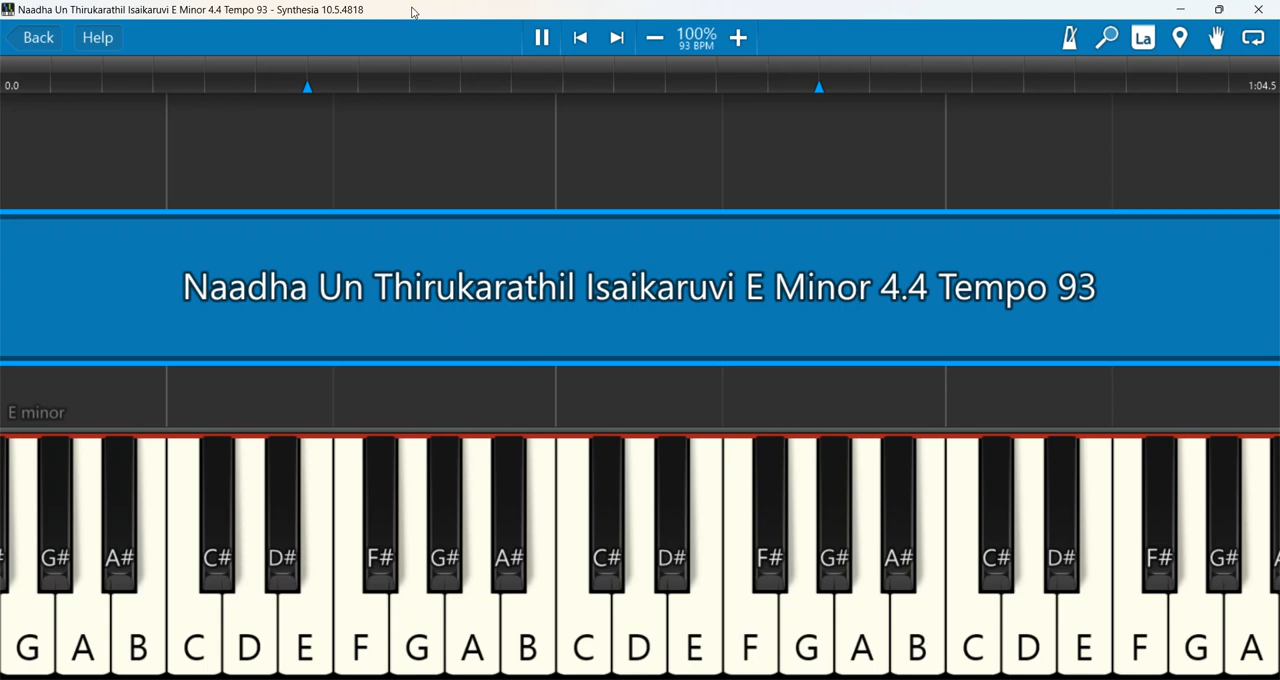 Naadha Un Thirukarathil Isaikaruvi E Minor 4.4 Tempo 93 - Synthesia 10.5.4818
Back Help 100% La
93 BPM
0.0 1:04.5
Naadha Un Thirukarathil Isaikaruvi E Minor 4.4 Tempo 93
E minor
G# A# C# D# F# G# A# C# D# F# G# A# C# D# F# G#
G A B C D E F G A B C D E F G A B C D E F G A